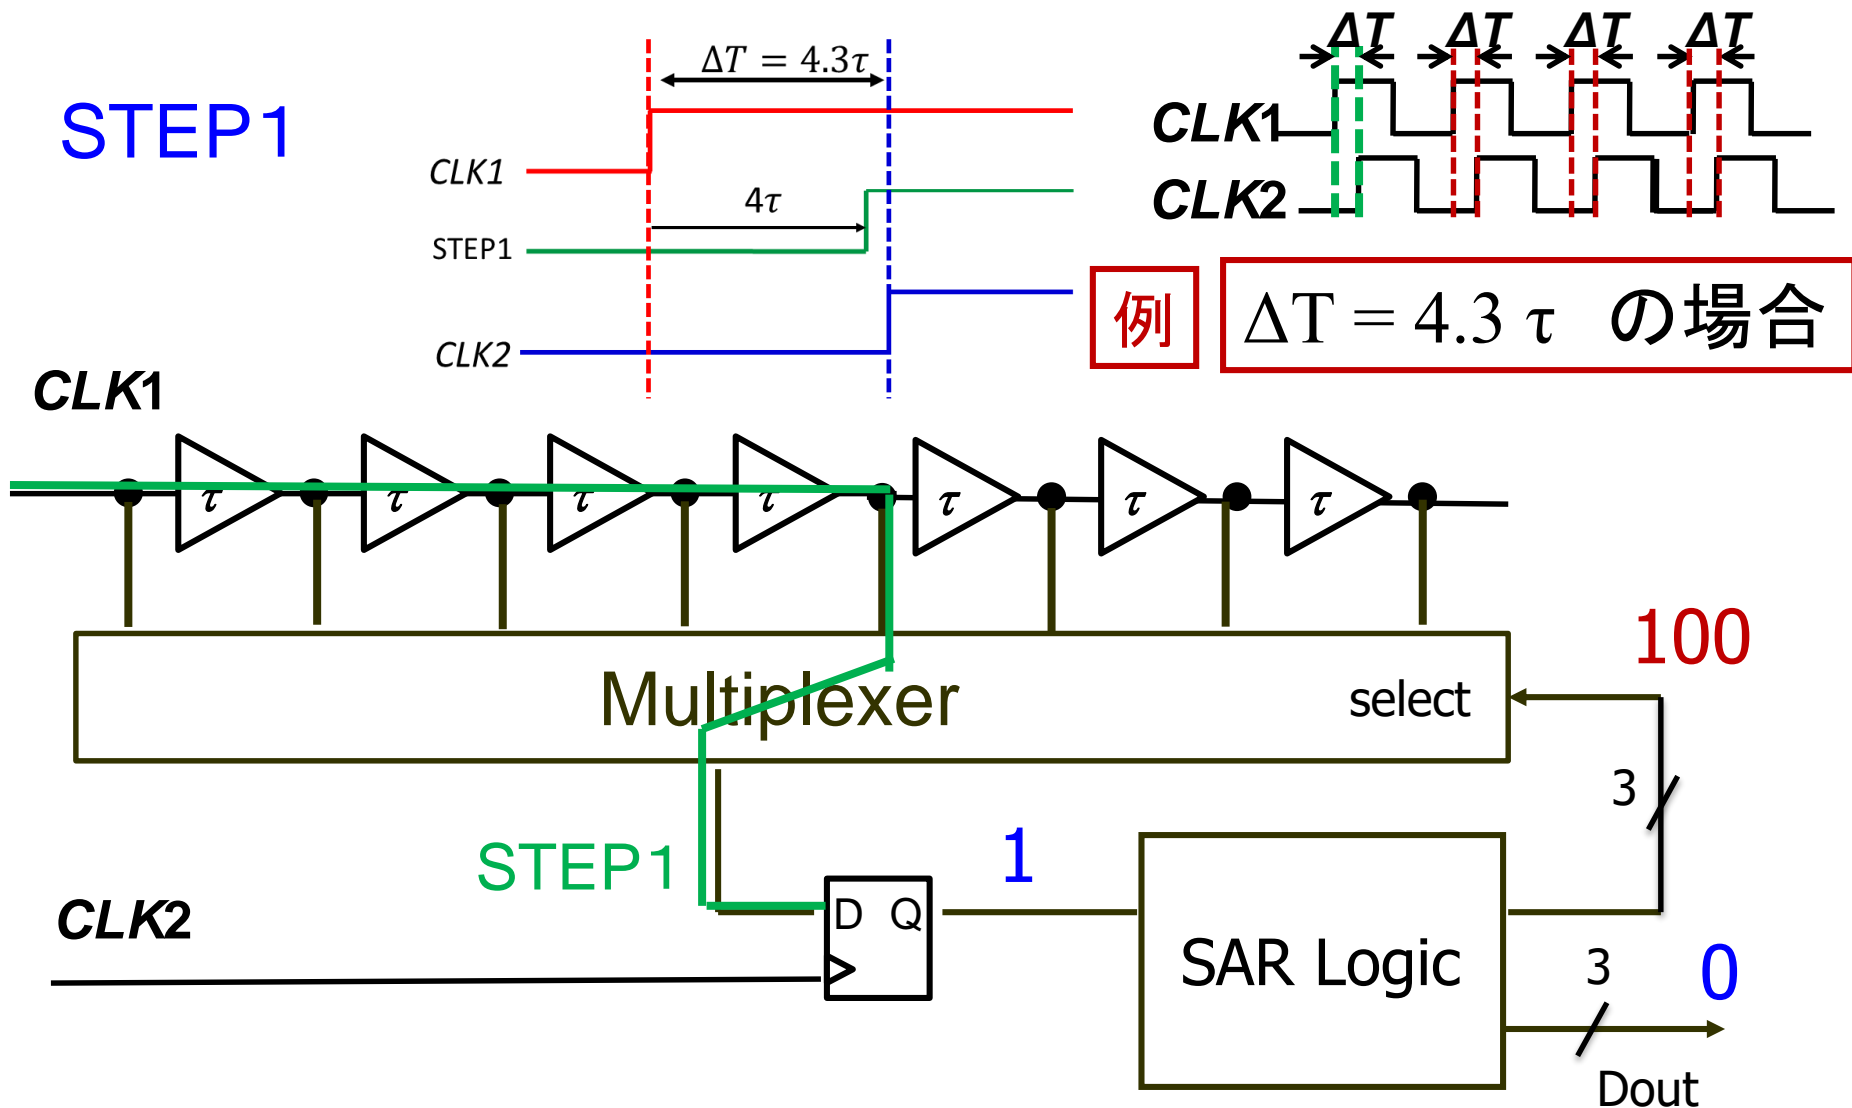 STEP1
ΔT = 4.3τ
CLK1
4τ
STEP1
CLK2
ΔT ΔT ΔT ΔT
CLK1
CLK2
例
ΔT = 4.3 τ の場合
CLK1
τ τ τ τ τ τ τ
Multiplexer
select
100
3
STEP1
1
CLK2
D Q
SAR Logic
3
0
Dout